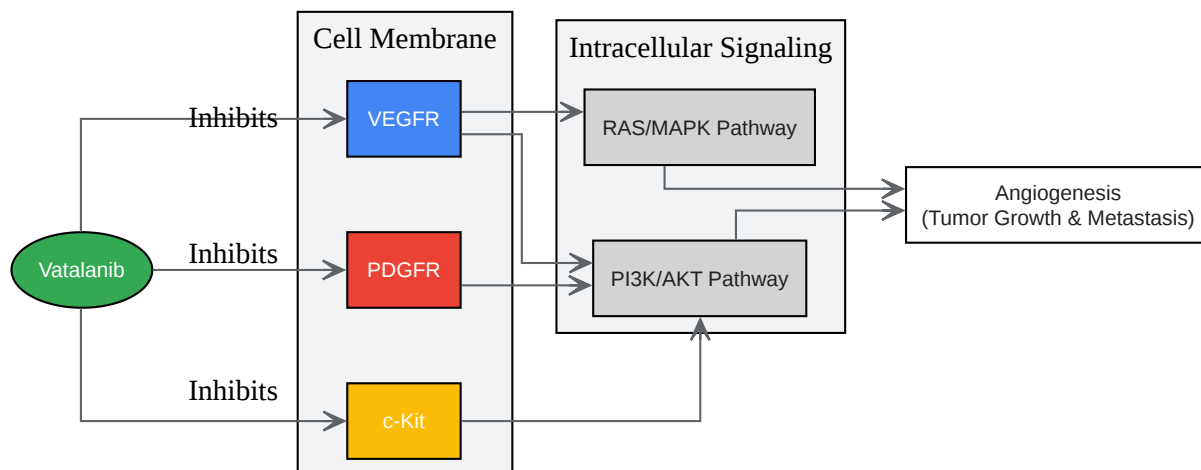 Cell Membrane
Intracellular Signaling
Inhibits
VEGFR
RAS/MAPK Pathway
Angiogenesis
(Tumor Growth & Metastasis)
Vatalanib
Inhibits
PDGFR
PI3K/AKT Pathway
Inhibits
c-Kit